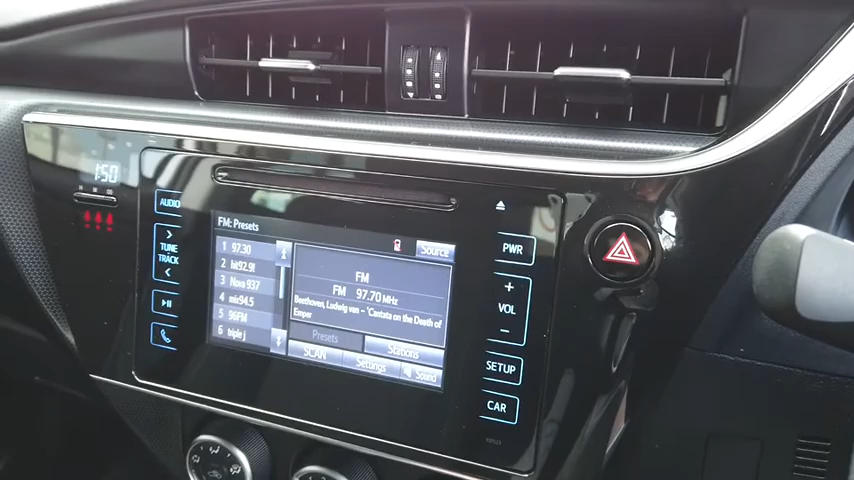 1:50
AUDIO
TUNE
TRACK
FM: Presets
1 97.30
2 hit92.9!
3 Nova 937
4 mix94.5
5 96FM
6 triple j
Source
FM
FM 97.70 MHz
Beethoven, Ludwig van - 'Cantata on the Death of
Emper
Presets
Stations
SCAN
Settings
Sound
PWR
+
VOL
-
SETUP
CAR